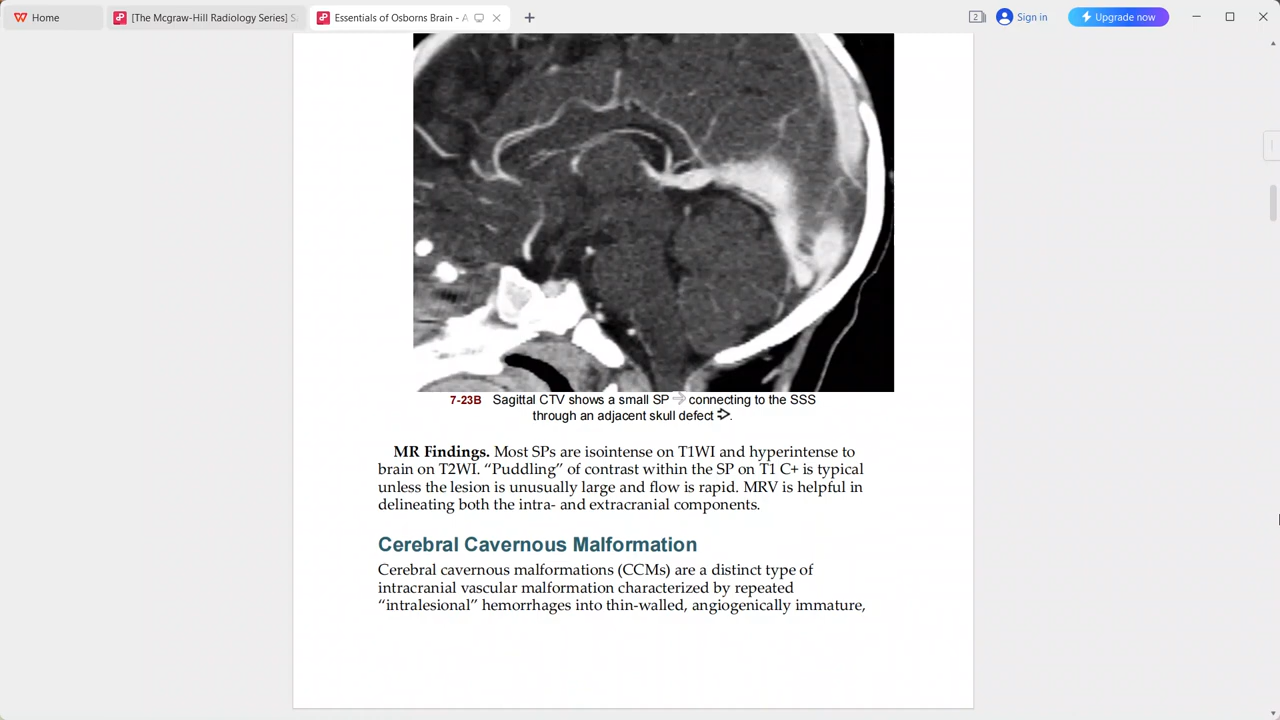 Home
[The Mcgraw-Hill Radiology Series] S
Essentials of Osborns Brain - A
2
Sign in
Upgrade now
7-23B Sagittal CTV shows a small SP connecting to the SSS
through an adjacent skull defect .
MR Findings. Most SPs are isointense on T1WI and hyperintense to
brain on T2WI. “Puddling” of contrast within the SP on T1 C+ is typical
unless the lesion is unusually large and flow is rapid. MRV is helpful in
delineating both the intra- and extracranial components.
Cerebral Cavernous Malformation
Cerebral cavernous malformations (CCMs) are a distinct type of
intracranial vascular malformation characterized by repeated
“intralesional” hemorrhages into thin-walled, angiogenically immature,